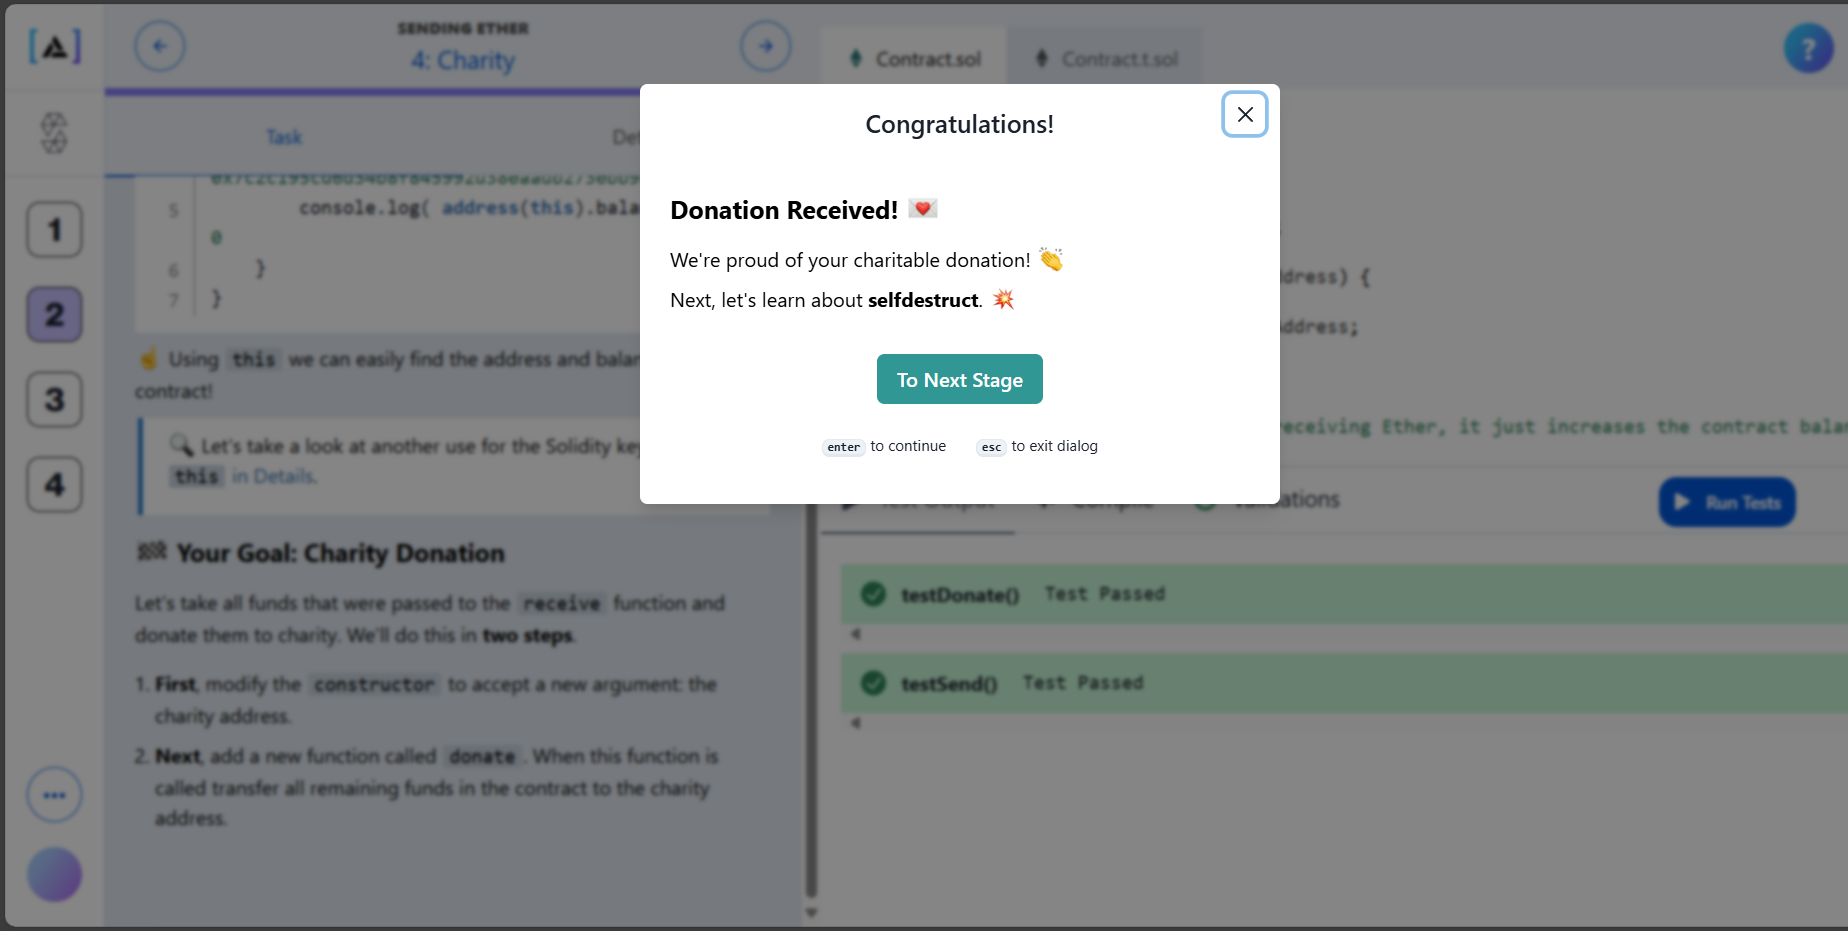 SENDING ETHER
4: Charity
Contract.sol
Contract.t.sol
?
Task
5 console.log( address(this).bala
0
6 }
7 }
☝ Using this we can easily find the address and balan
contract!
🔍 Let's take a look at another use for the Solidity key
this in Details.
🏁 Your Goal: Charity Donation
Let's take all funds that were passed to the receive function and
donate them to charity. We'll do this in two steps.
1. First, modify the constructor to accept a new argument: the
charity address.
2. Next, add a new function called donate. When this function is
called transfer all remaining funds in the contract to the charity
address.
1
2
3
4
Congratulations!
Donation Received! 💌
We're proud of your charitable donation! 👏
Next, let's learn about selfdestruct. 💥
To Next Stage
enter to continue
esc to exit dialog
dress) {
ddress;
receiving Ether, it just increases the contract balan
Run Tests
testDonate() Test Passed
testSend() Test Passed